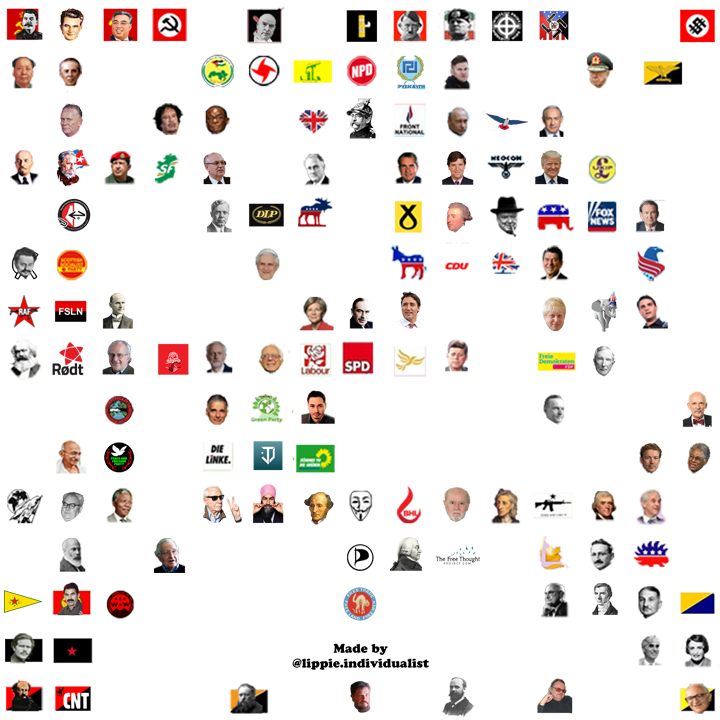 NPD
FRONT
NATIONAL
SF
NEOCON
UKIP
DLP
FOX
NEWS
SCOTTISH
SOCIALIST
PARTY
CDU
RAF
FSLN
Rødt
Labour
SPD
Freie
Demokraten
FDP
Green Party
DIE
LINKE.
BÜNDNIS 90
DIE GRÜNEN
BHL
The Free Thought
PROJECT.COM
Made by
@lippie.individualist
CNT